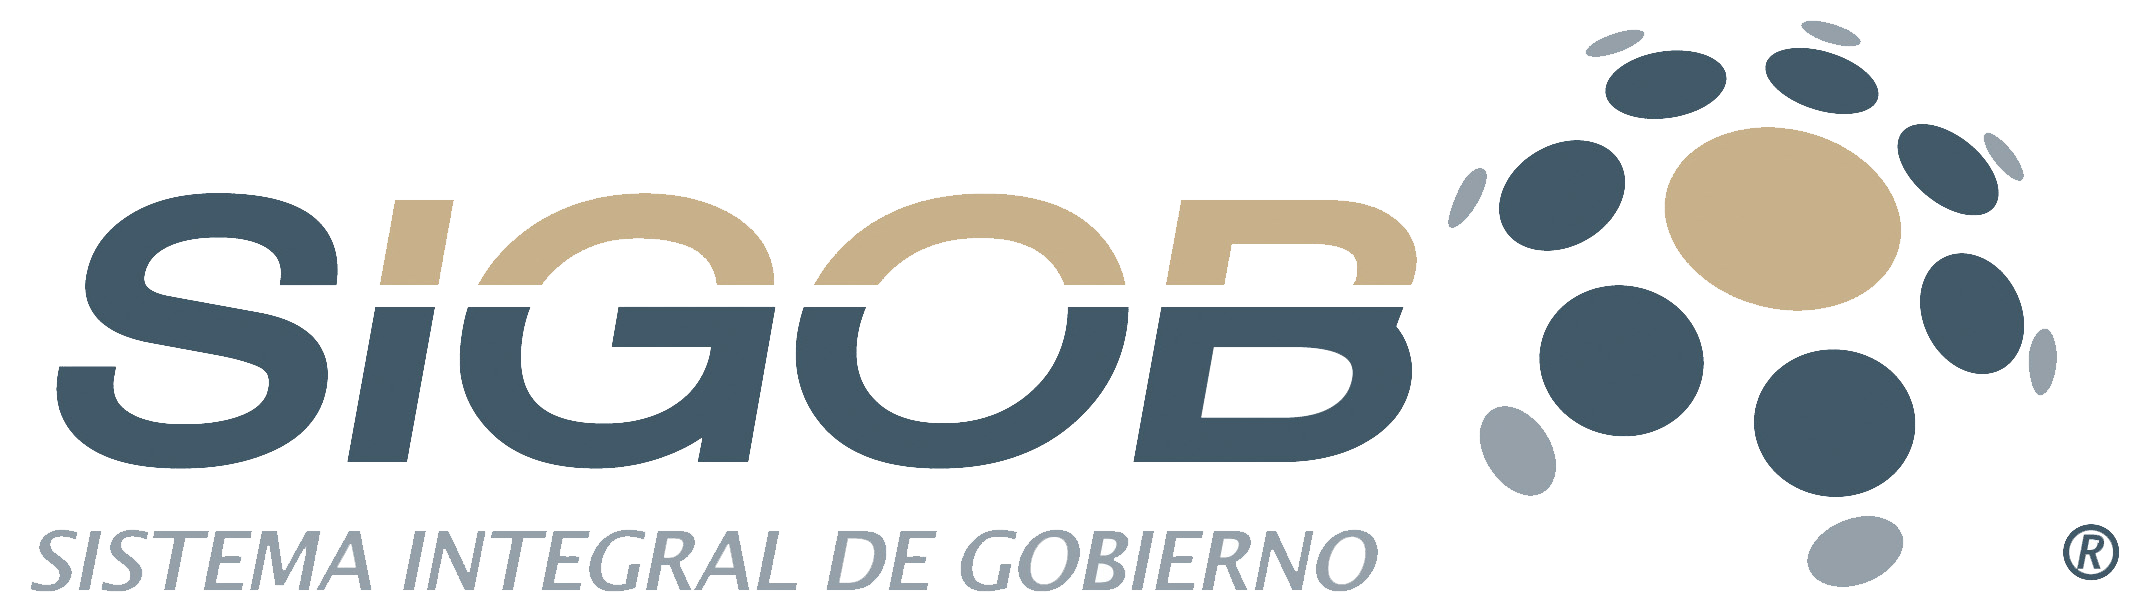 SiGOB
SISTEMA INTEGRAL DE GOBIERNO ®